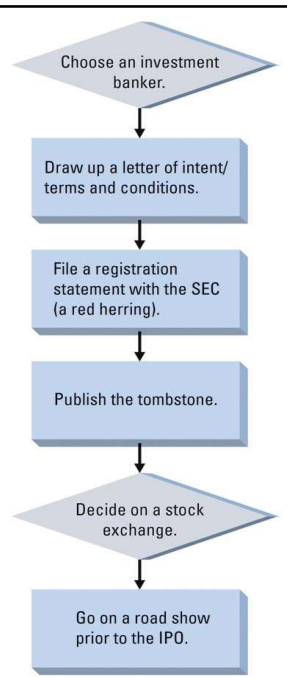 Choose an investment
banker.
Draw up a letter of intent/
terms and conditions.
File a registration
statement with the SEC
(a red herring).
Publish the tombstone.
Decide on a stock
exchange.
Go on a road show
prior to the IPO.